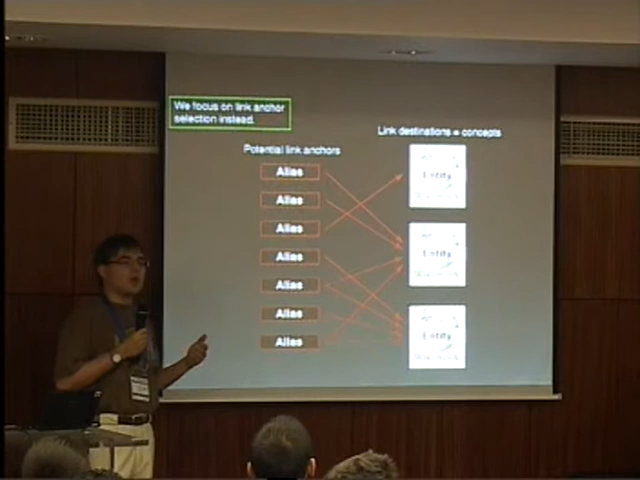 We focus on link anchor
selection instead.
Link destinations = concepts
Potential link anchors
Alias
Alias
Alias
Alias
Alias
Alias
Alias
Entity
Entity
Entity